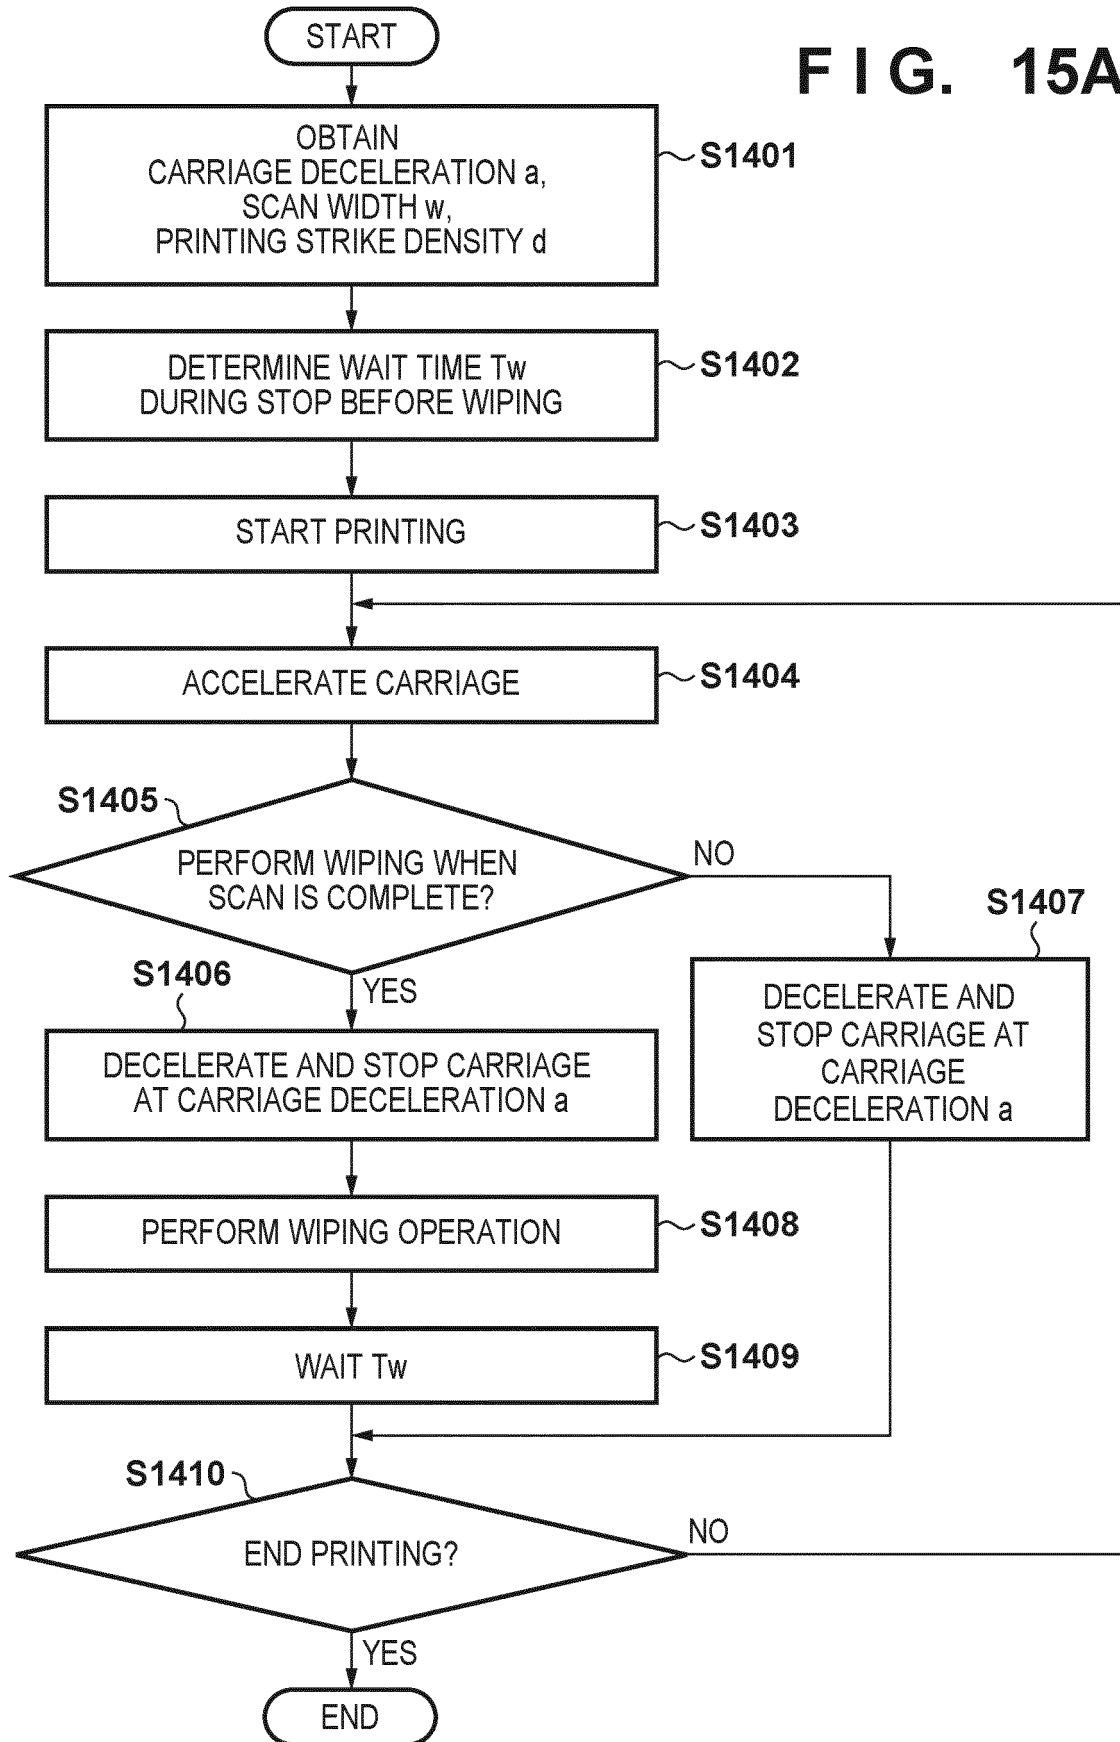 START
F I G. 15A
OBTAIN
CARRIAGE DECELERATION a,
SCAN WIDTH w,
PRINTING STRIKE DENSITY d
S1401
DETERMINE WAIT TIME Tw
DURING STOP BEFORE WIPING
S1402
START PRINTING
S1403
ACCELERATE CARRIAGE
S1404
S1405
PERFORM WIPING WHEN
SCAN IS COMPLETE?
NO
YES
S1406
DECELERATE AND STOP CARRIAGE
AT CARRIAGE DECELERATION a
S1407
DECELERATE AND
STOP CARRIAGE AT
CARRIAGE
DECELERATION a
PERFORM WIPING OPERATION
S1408
WAIT Tw
S1409
S1410
END PRINTING?
NO
YES
END